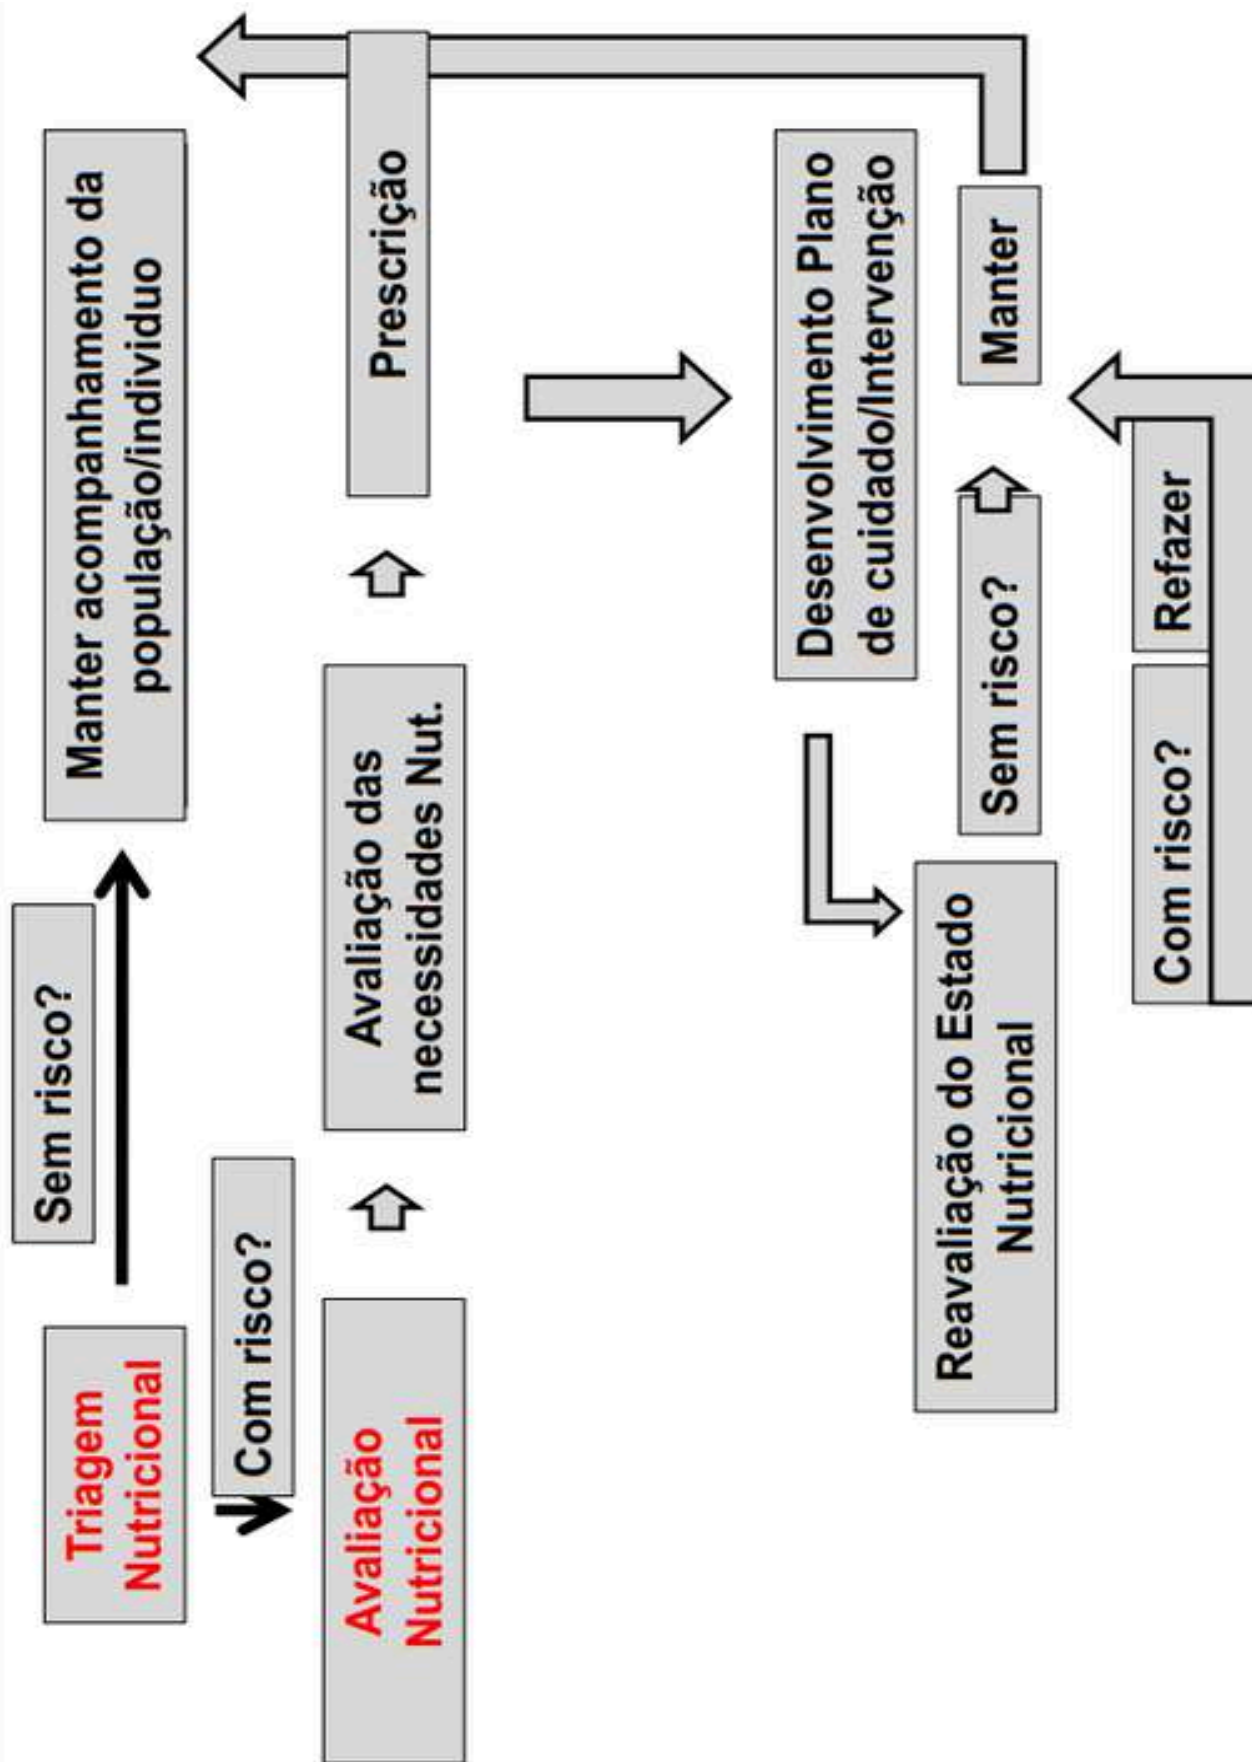 Sem risco?
Triagem
Nutricional
Manter acompanhamento da
população/individuo
Com risco?
Avaliação
Nutricional
Avaliação das
necessidades Nut.
Prescrição
Desenvolvimento Plano
de cuidado/Intervenção
Reavaliação do Estado
Nutricional
Sem risco?
Manter
Com risco?
Refazer